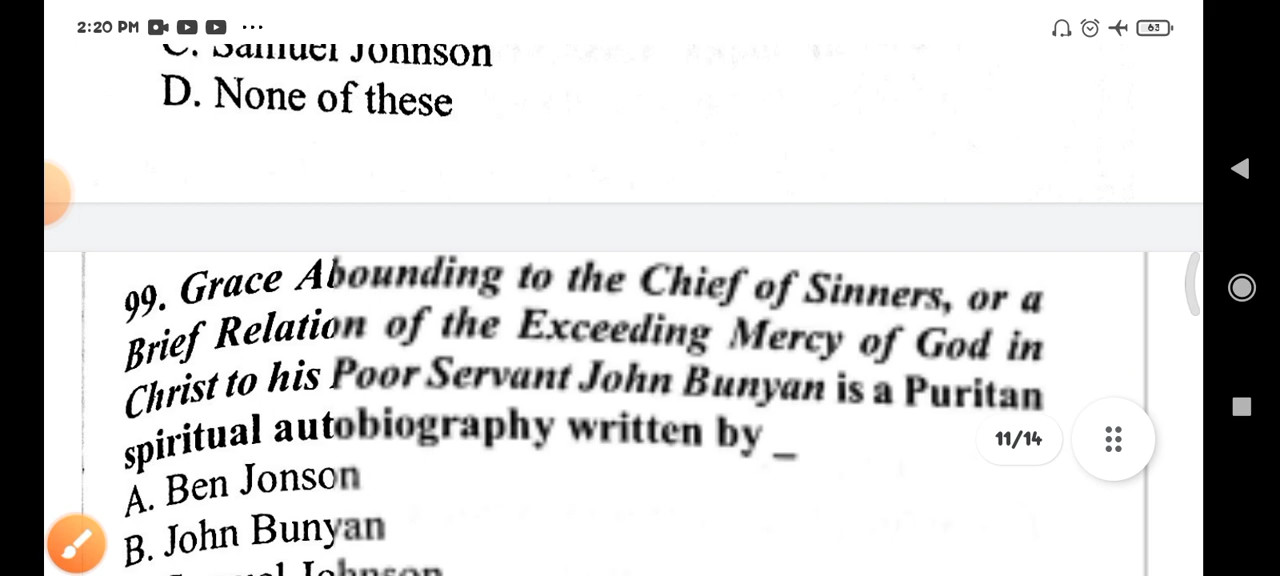 2:20 PM
63
C. Samuel Johnson
D. None of these
99. Grace Abounding to the Chief of Sinners, or a
Brief Relation of the Exceeding Mercy of God in
Christ to his Poor Servant John Bunyan is a Puritan
spiritual autobiography written by _
A. Ben Jonson
B. John Bunyan
Samuel Johnson
11/14